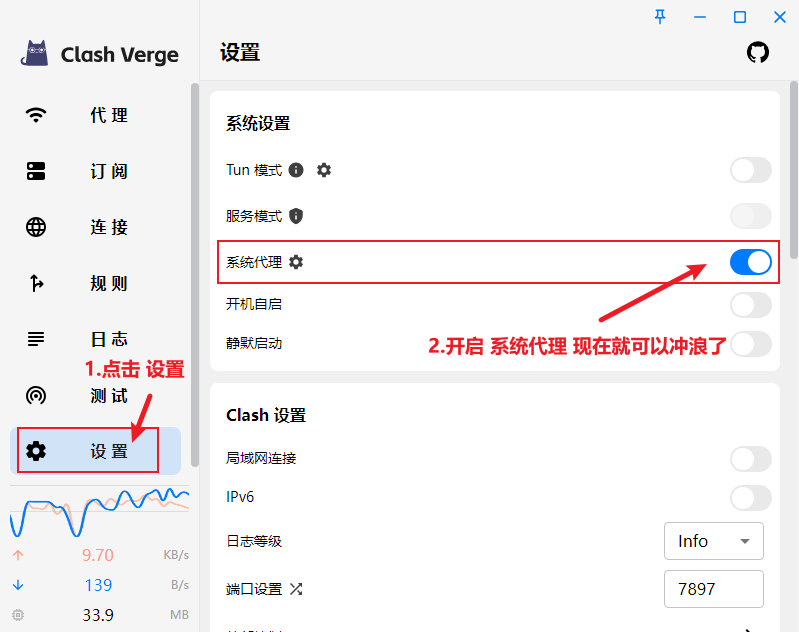 Clash Verge
代理
订阅
连接
规则
日志
1.点击 设置
测试
设置
9.70 KB/s
139 B/s
33.9 MB
设置
系统设置
Tun 模式
服务模式
系统代理
开机自启
2.开启 系统代理 现在就可以冲浪了
静默启动
Clash 设置
局域网连接
IPv6
日志等级 Info
端口设置 7897